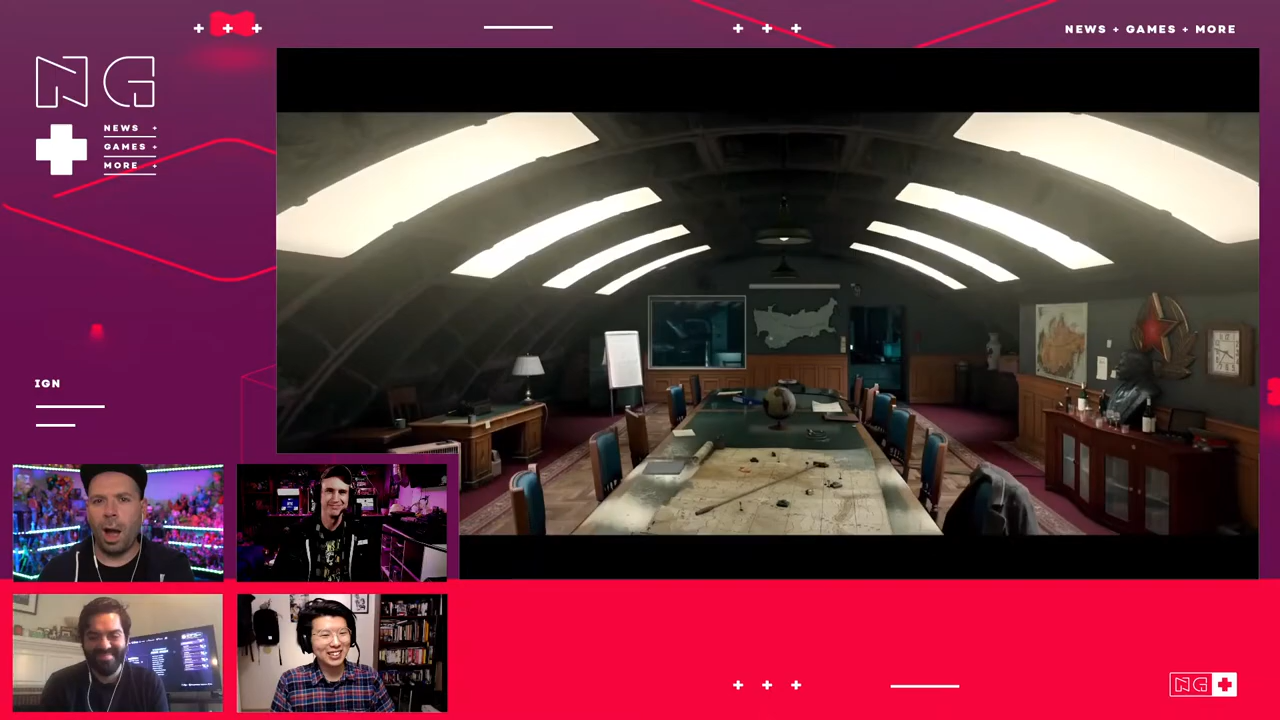 NEWS + GAMES + MORE
NG
NEWS +
GAMES +
MORE +
IGN
NG+